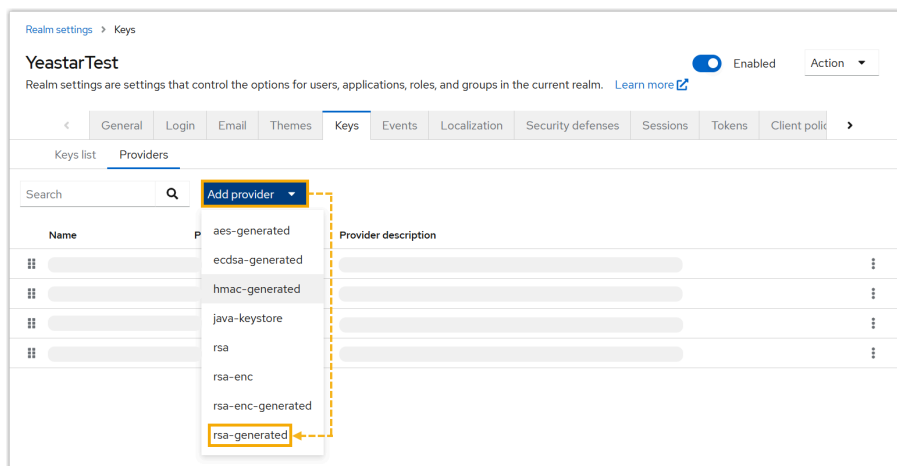 Realm settings > Keys
YeastarTest
Enabled
Action
Realm settings are settings that control the options for users, applications, roles, and groups in the current realm. Learn more
< General Login Email Themes Keys Events Localization Security defenses Sessions Tokens Client polic >
Keys list Providers
Search
Add provider
Name P Provider description
aes-generated
ecdsa-generated
hmac-generated
java-keystore
rsa
rsa-enc
rsa-enc-generated
rsa-generated